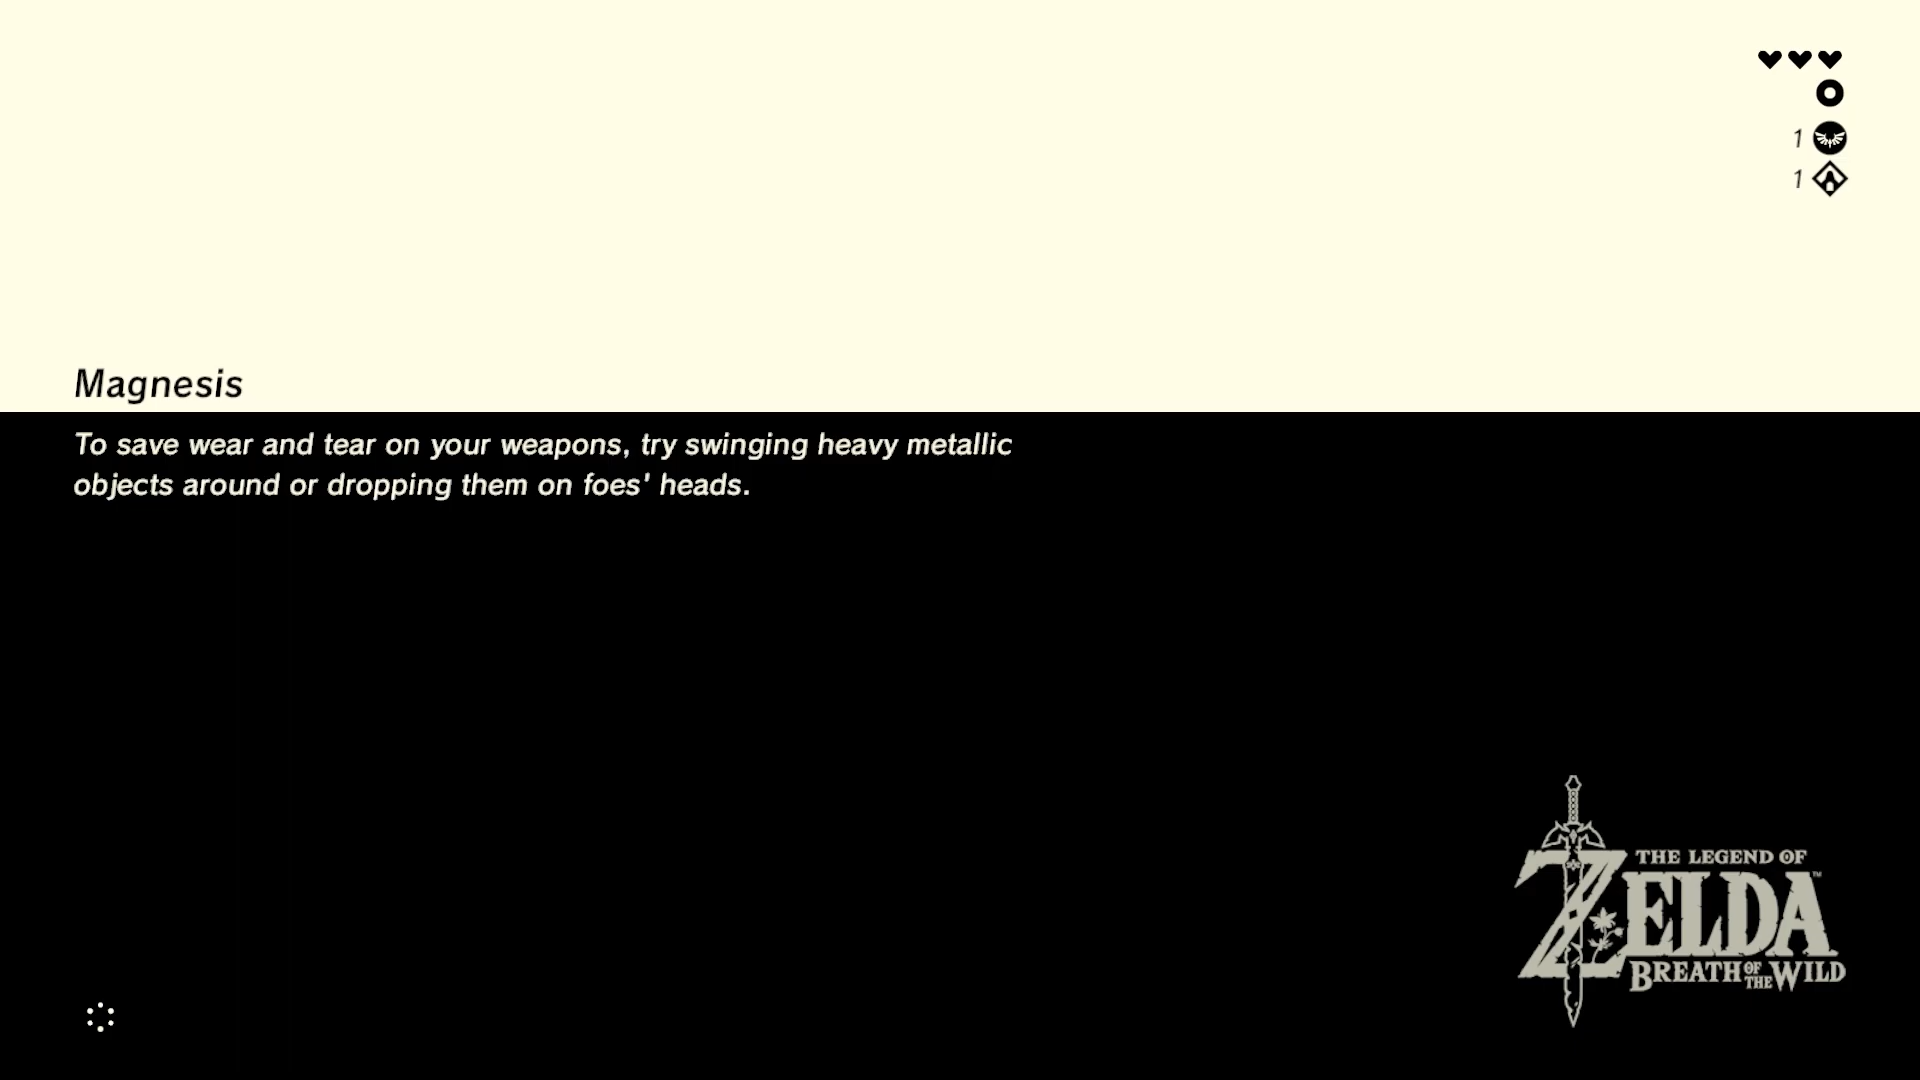 1
1
Magnesis
To save wear and tear on your weapons, try swinging heavy metallic
objects around or dropping them on foes' heads.
THE LEGEND OF
ZELDA™
BREATH OF THE WILD